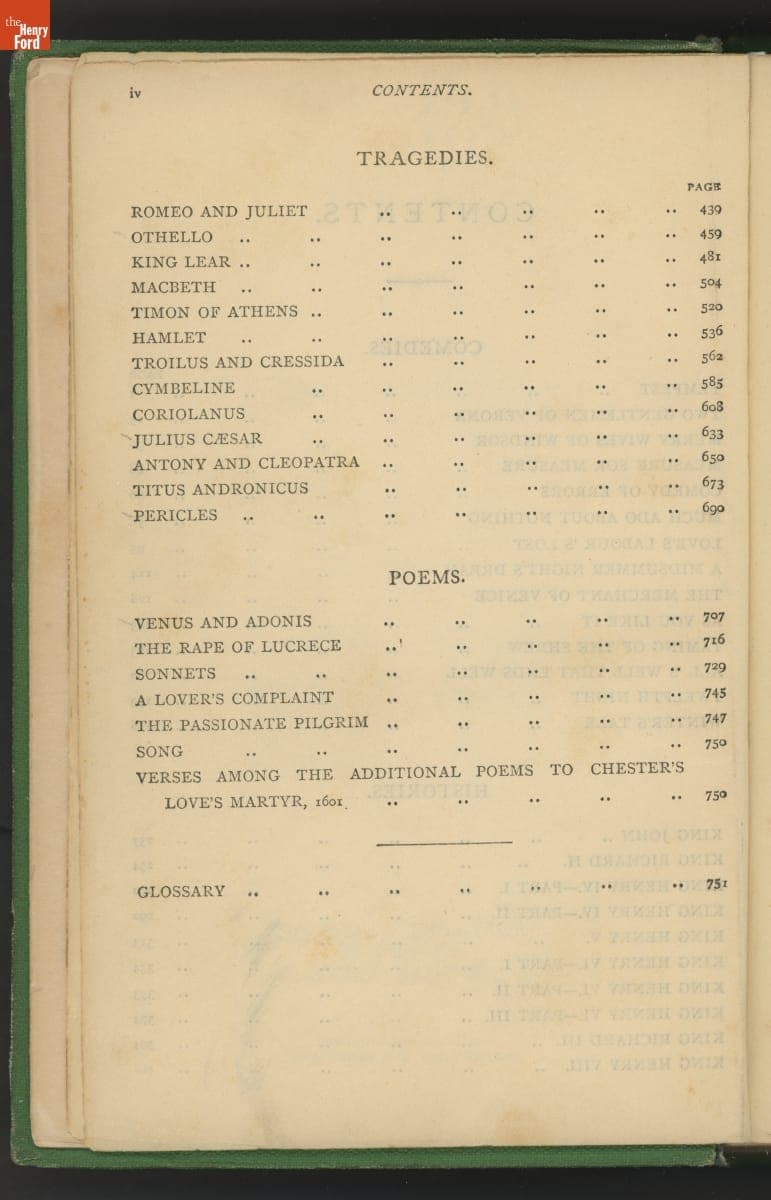 the
Henry
Ford
iv CONTENTS.
TRAGEDIES.
PAGE
ROMEO AND JULIET .. .. .. .. .. 439
OTHELLO .. .. .. .. .. .. .. 459
KING LEAR .. .. .. .. .. .. .. 481
MACBETH .. .. .. .. .. .. .. 504
TIMON OF ATHENS .. .. .. .. .. .. 520
HAMLET .. .. .. .. .. .. .. 536
TROILUS AND CRESSIDA .. .. .. .. .. 562
CYMBELINE .. .. .. .. .. .. 585
CORIOLANUS .. .. .. .. .. .. 608
JULIUS CÆSAR .. .. .. .. .. .. 633
ANTONY AND CLEOPATRA .. .. .. .. .. 650
TITUS ANDRONICUS .. .. .. .. .. 673
PERICLES .. .. .. .. .. .. .. 690
POEMS.
VENUS AND ADONIS .. .. .. .. .. 707
THE RAPE OF LUCRECE .. .. .. .. .. 716
SONNETS .. .. .. .. .. .. .. 729
A LOVER'S COMPLAINT .. .. .. .. .. 745
THE PASSIONATE PILGRIM .. .. .. .. .. 747
SONG .. .. .. .. .. .. .. 750
VERSES AMONG THE ADDITIONAL POEMS TO CHESTER'S
LOVE'S MARTYR, 1601. .. .. .. .. .. 750
GLOSSARY .. .. .. .. .. .. .. 751